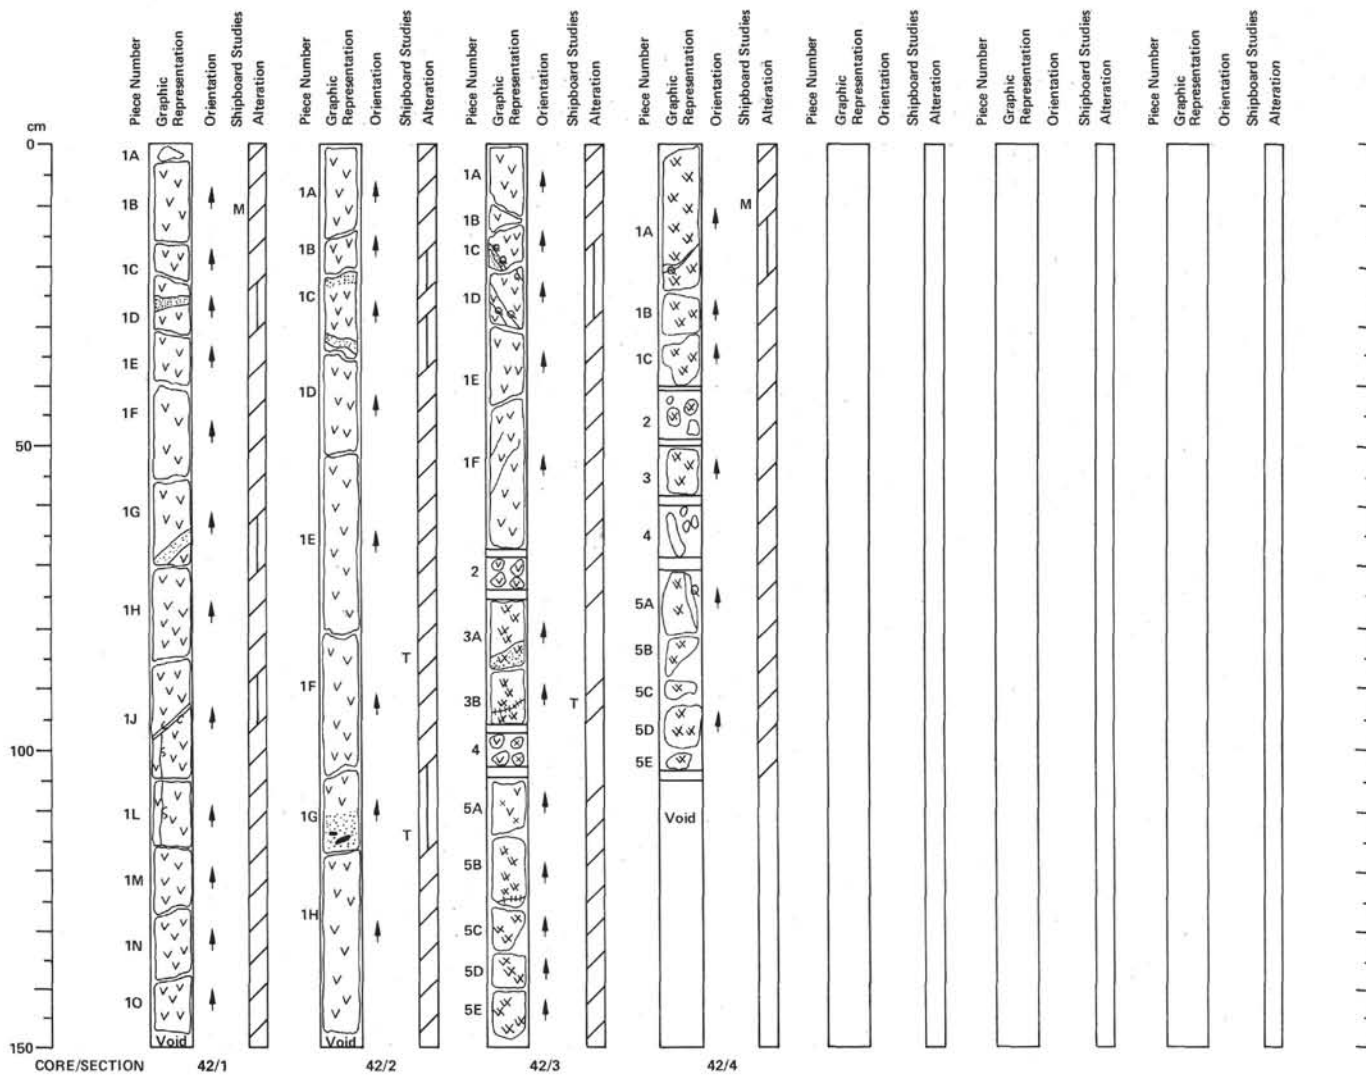 Piece Number Graphic Representation Orientation Shipboard Studies Alteration
Piece Number Graphic Representation Orientation Shipboard Studies Alteration
Piece Number Graphic Representation Orientation Shipboard Studies Alteration
Piece Number Graphic Representation Orientation Shipboard Studies Alteration
Piece Number Graphic Representation Orientation Shipboard Studies Alteration
Piece Number Graphic Representation Orientation Shipboard Studies Alteration
Piece Number Graphic Representation Orientation Shipboard Studies Alteration
cm
0
50
100
150
1A
1B
M
1C
1D
1E
1F
1G
1H
1J
1L
1M
1N
1O
Void
1A
1B
1C
1D
1E
1F
T
1G
T
1H
Void
1A
1B
1C
1D
1E
1F
2
3A
3B
T
4
5A
5B
5C
5D
5E
M
1A
1B
1C
2
3
4
5A
5B
5C
5D
5E
Void
CORE/SECTION 42/1 42/2 42/3 42/4